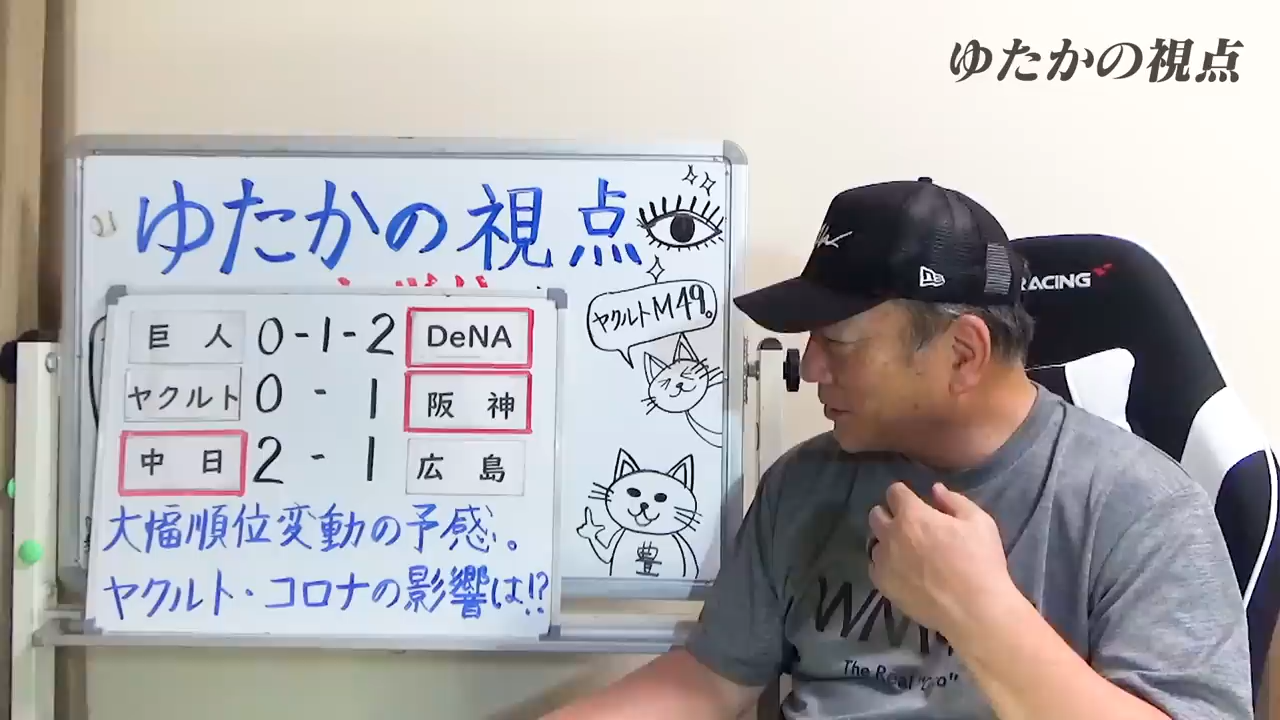 ゆたかの視点
ゆたかの視点
ヤクルトM49。
巨人 0-1-2 DeNA
ヤクルト 0 - 1 阪神
中日 2 - 1 広島
大幅順位変動の予感。
ヤクルト・コロナの影響は!?
豊
RACING
The Real